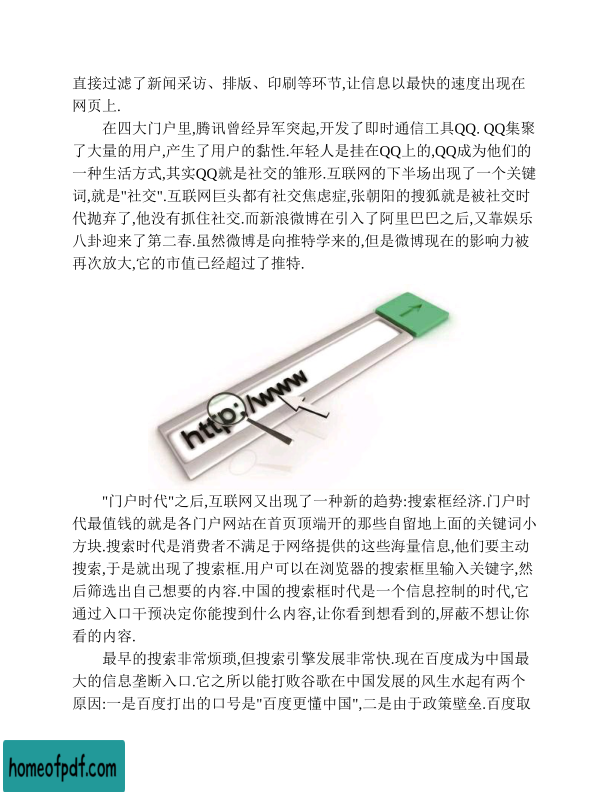 直接过滤了新闻采访、排版、印刷等环节,让信息以最快的速度出现在
网页上.
在四大门户里,腾讯曾经异军突起,开发了即时通信工具QQ. QQ集聚
了大量的用户,产生了用户的黏性.年轻人是挂在QQ上的,QQ成为他们的
一种生活方式,其实QQ就是社交的雏形.互联网的下半场出现了一个关键
词,就是"社交".互联网巨头都有社交焦虑症,张朝阳的搜狐就是被社交时
代抛弃了,他没有抓住社交.而新浪微博在引入了阿里巴巴之后,又靠娱乐
八卦迎来了第二春.虽然微博是向推特学来的,但是微博现在的影响力被
再次放大,它的市值已经超过了推特.
http:/www
"门户时代"之后,互联网又出现了一种新的趋势:搜索框经济.门户时
代最值钱的就是各门户网站在首页顶端开的那些自留地上面的关键词小
方块.搜索时代是消费者不满足于网络提供的这些海量信息,他们要主动
搜索,于是就出现了搜索框.用户可以在浏览器的搜索框里输入关键字,然
后筛选出自己想要的内容.中国的搜索框时代是一个信息控制的时代,它
通过入口干预决定你能搜到什么内容,让你看到想看到的,屏蔽不想让你
看的内容.
最早的搜索非常烦琐,但搜索引擎发展非常快.现在百度成为中国最
大的信息垄断入口.它之所以能打败谷歌在中国发展的风生水起有两个
原因:一是百度打出的口号是"百度更懂中国",二是由于政策壁垒.百度取
homeofpdf.com